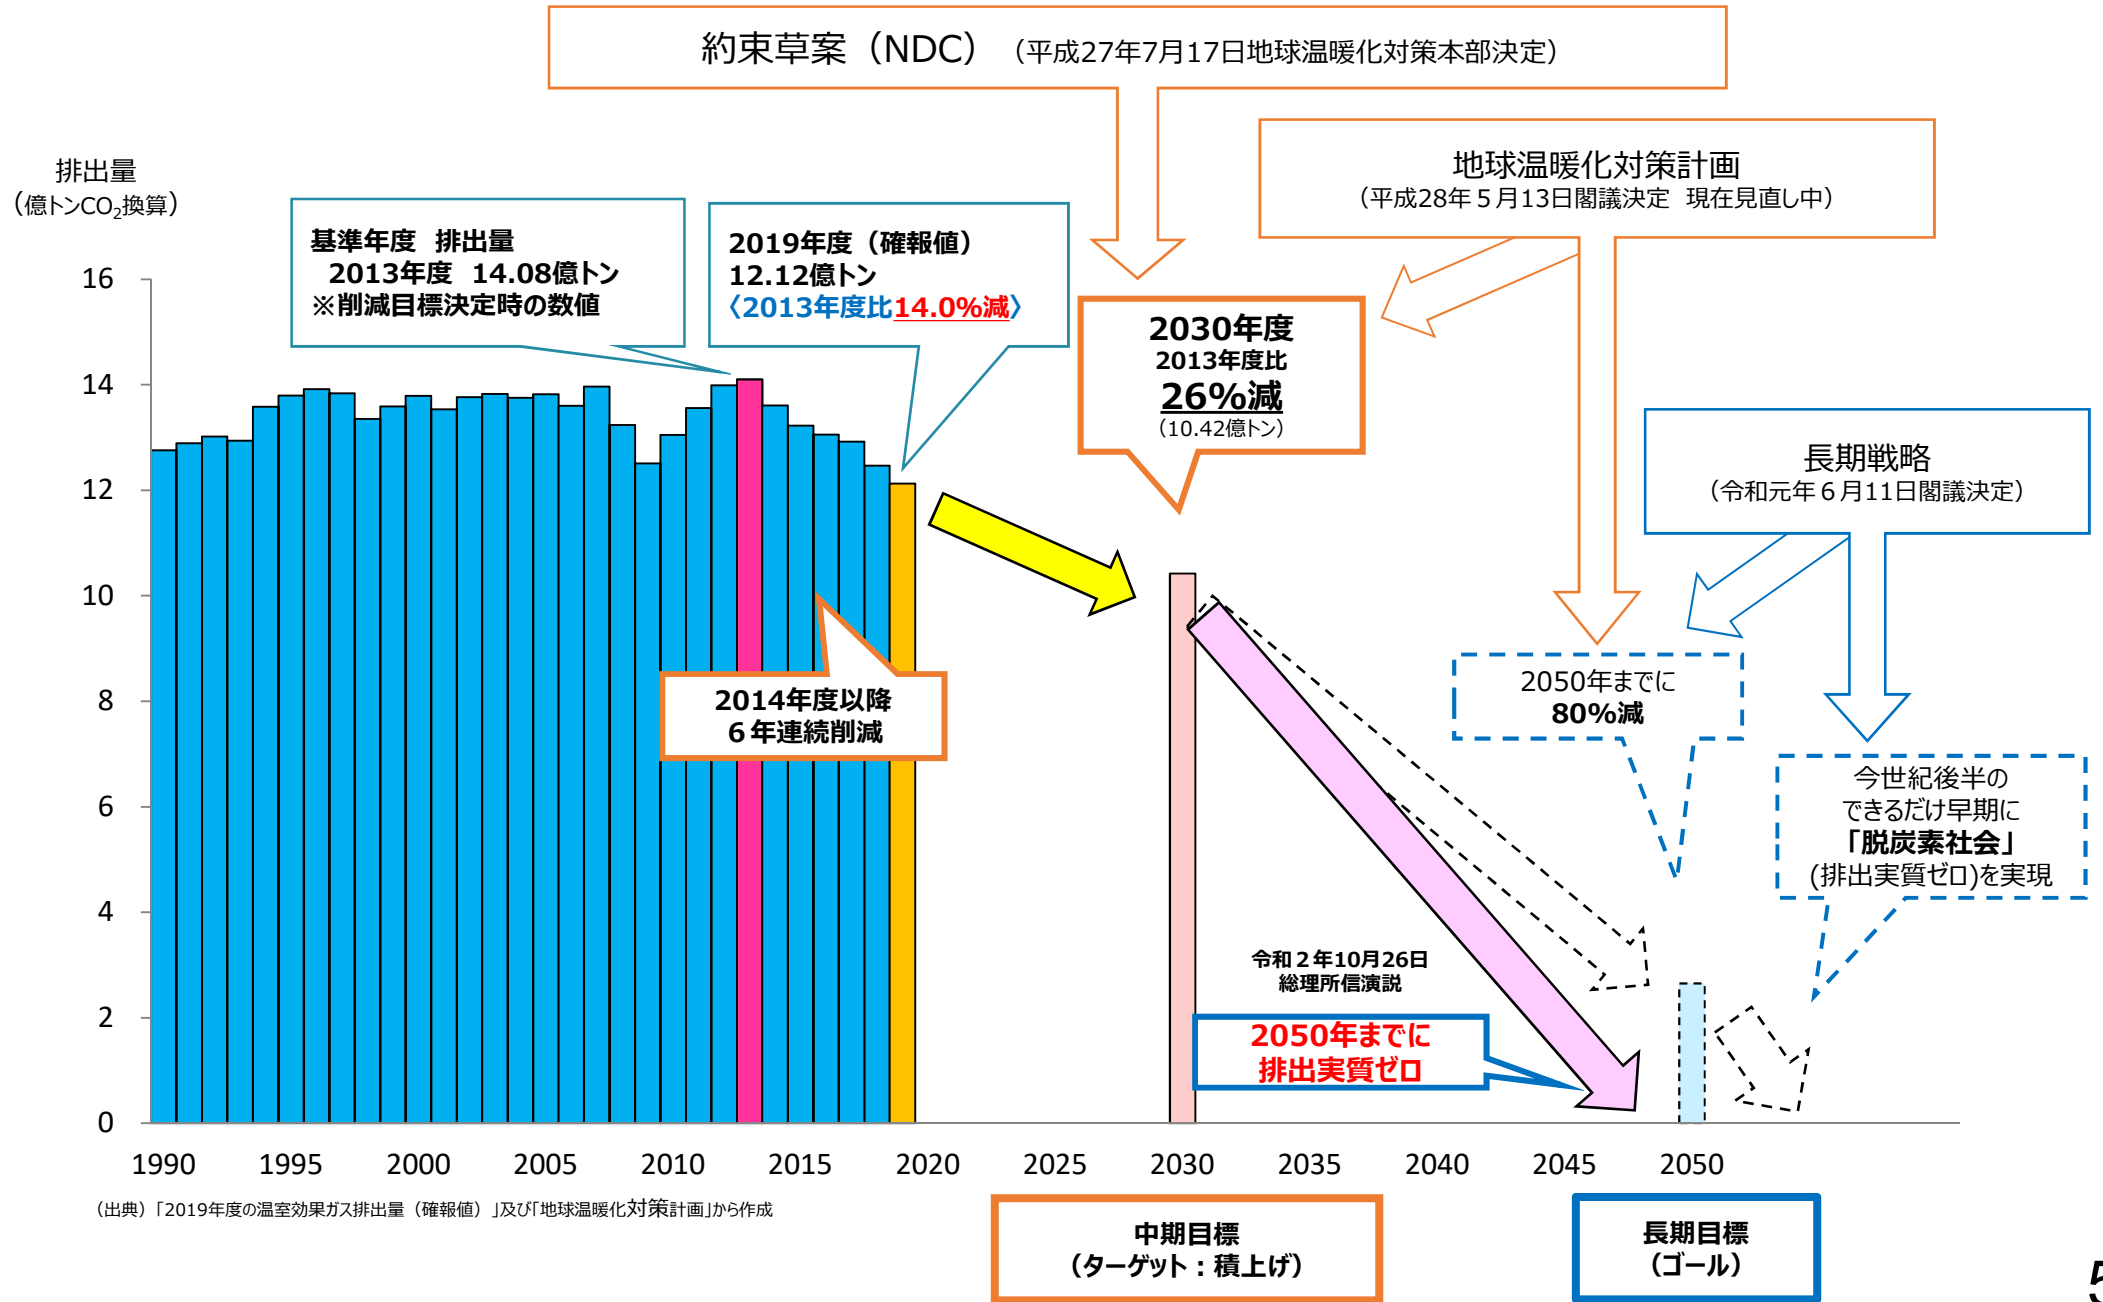 約束草案（NDC）（平成27年7月17日地球温暖化対策本部決定）
地球温暖化対策計画
（平成28年５月13日閣議決定　現在見直し中）
排出量
（億トンCO₂換算）
基準年度　排出量
2013年度　14.08億トン
※削減目標決定時の数値
2019年度（確報値）
12.12億トン
〈2013年度比14.0%減〉
2030年度
2013年度比
26%減
（10.42億トン）
長期戦略
（令和元年６月11日閣議決定）
16
14
12
10
8
6
4
2
0
2014年度以降
６年連続削減
2050年までに
80%減
今世紀後半の
できるだけ早期に
「脱炭素社会」
(排出実質ゼロ)を実現
令和２年10月26日
総理所信演説
2050年までに
排出実質ゼロ
1990 1995 2000 2005 2010 2015 2020 2025 2030 2035 2040 2045 2050
（出典）「2019年度の温室効果ガス排出量（確報値）」及び「地球温暖化対策計画」から作成
中期目標
（ターゲット：積上げ）
長期目標
（ゴール）
5